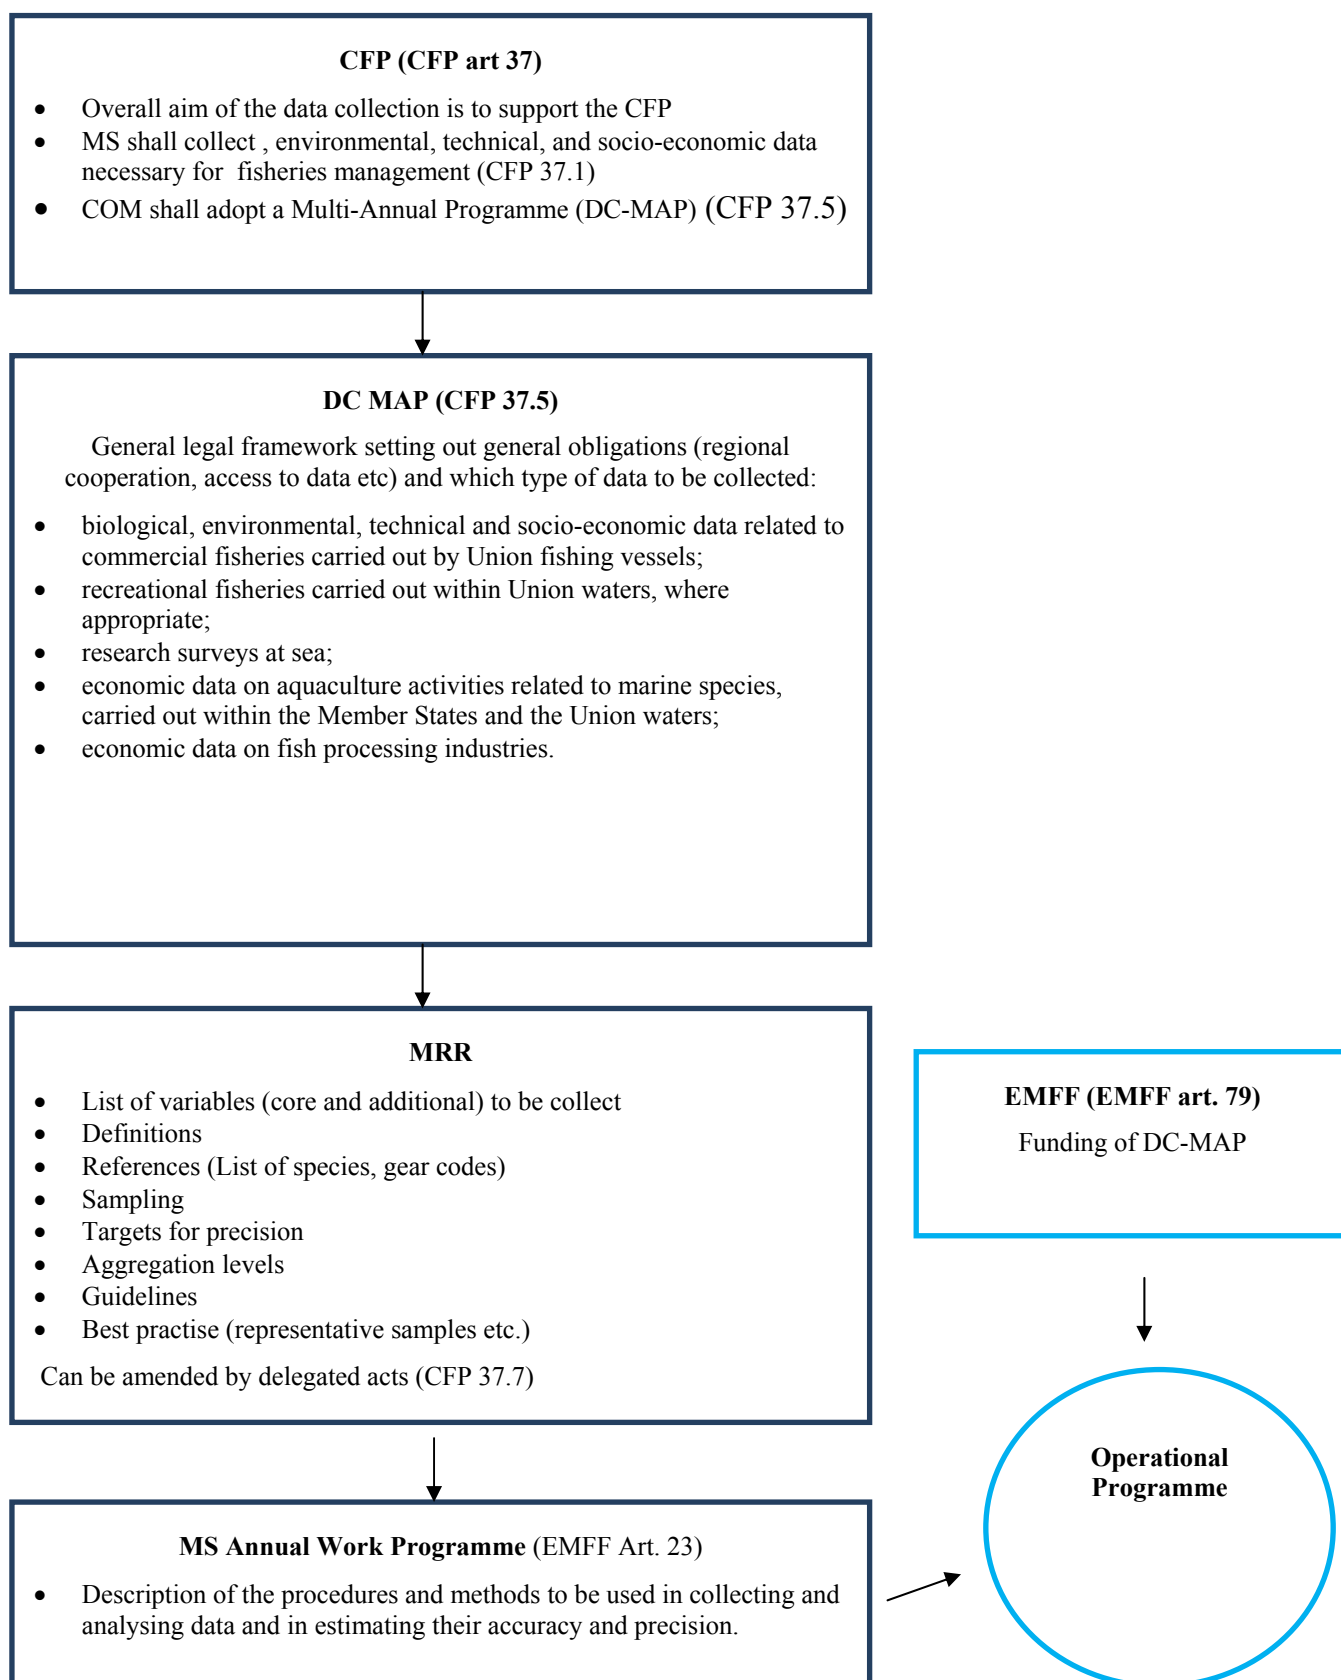 CFP (CFP art 37)
• Overall aim of the data collection is to support the CFP
• MS shall collect , environmental, technical, and socio-economic data
necessary for fisheries management (CFP 37.1)
• COM shall adopt a Multi-Annual Programme (DC-MAP) (CFP 37.5)
DC MAP (CFP 37.5)
General legal framework setting out general obligations (regional
cooperation, access to data etc) and which type of data to be collected:
• biological, environmental, technical and socio-economic data related to
commercial fisheries carried out by Union fishing vessels;
• recreational fisheries carried out within Union waters, where
appropriate;
• research surveys at sea;
• economic data on aquaculture activities related to marine species,
carried out within the Member States and the Union waters;
• economic data on fish processing industries.
MRR
• List of variables (core and additional) to be collect
• Definitions
• References (List of species, gear codes)
• Sampling
• Targets for precision
• Aggregation levels
• Guidelines
• Best practise (representative samples etc.)
Can be amended by delegated acts (CFP 37.7)
EMFF (EMFF art. 79)
Funding of DC-MAP
Operational
Programme
MS Annual Work Programme (EMFF Art. 23)
• Description of the procedures and methods to be used in collecting and
analysing data and in estimating their accuracy and precision.